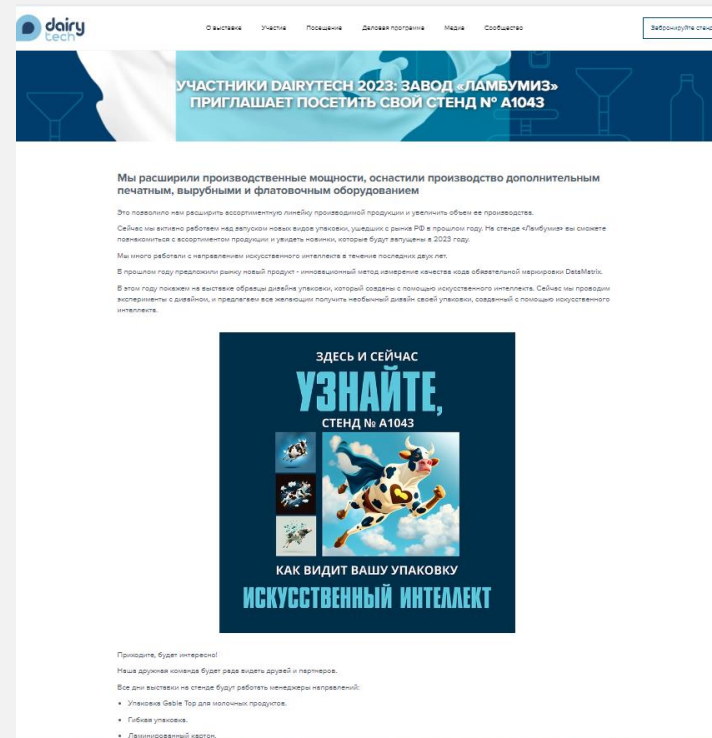 dairy
tech
О выставке Участие Посещение Деловая программа Медиа Сообщество
Забронируйте стенд
УЧАСТНИКИ DAIRYTECH 2023: ЗАВОД «ЛАМБУМИЗ»
ПРИГЛАШАЕТ ПОСЕТИТЬ СВОЙ СТЕНД № А1043
Мы расширили производственные мощности, оснастили производство дополнительным
печатным, вырубными и флатовочным оборудованием
Это позволило нам расширить ассортиментную линейку производимой продукции и увеличить объем ее производства.
Сейчас мы активно работаем над запуском новых видов упаковки, ушедших с рынка РФ в прошлом году. На стенде «Ламбумиз» вы сможете
познакомиться с ассортиментом продукции и увидеть новинки, которые будут запущены в 2023 году.
Мы много работали с направлением искусственного интеллекта в течение последних двух лет.
В прошлом году предложили рынку новый продукт - инновационный метод измерение качества кода обязательной маркировки DataMatrix.
В этом году покажем на выставке образцы дизайна упаковки, который созданы с помощью искусственного интеллекта. Сейчас мы проводим
эксперименты с дизайном, и предлагаем все желающим получить необычный дизайн своей упаковки, созданный с помощью искусственного
интеллекта.
ЗДЕСЬ И СЕЙЧАС
УЗНАЙТЕ,
СТЕНД № А1043
КАК ВИДИТ ВАШУ УПАКОВКУ
ИСКУССТВЕННЫЙ ИНТЕЛЛЕКТ
Приходите, будет интересно!
Наша дружная команда будет рада видеть друзей и партнеров.
Все дни выставки на стенде будут работать менеджеры направлений:
• Упаковка Gable Top для молочных продуктов.
• Гибкая упаковка.
• Ламинированный картон.